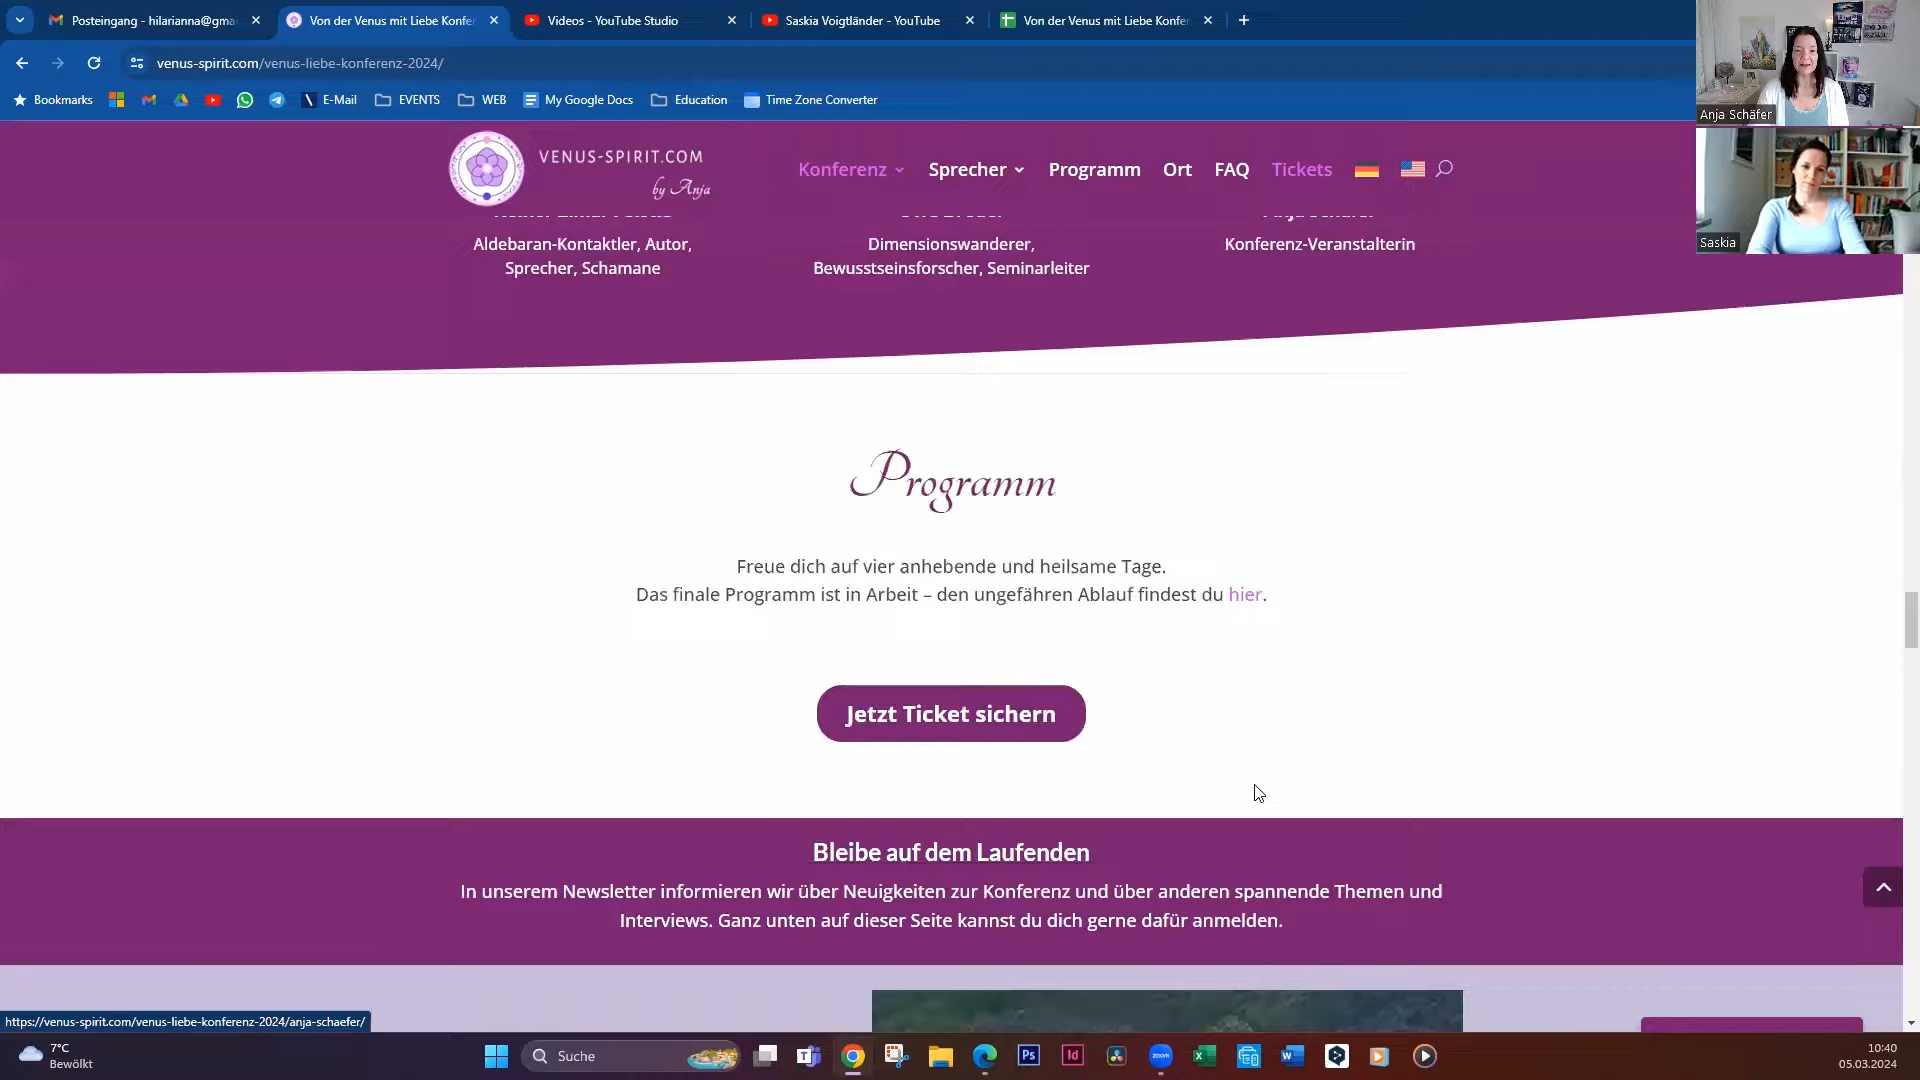 Posteingang - hilarianna@gma
Von der Venus mit Liebe Konfer
Videos - YouTube Studio
Saskia Voigtländer - YouTube
Von der Venus mit Liebe Konfer
venus-spirit.com/venus-liebe-konferenz-2024/
Bookmarks
E-Mail
EVENTS
WEB
My Google Docs
Education
Time Zone Converter
Anja Schäfer
Saskia
VENUS-SPIRIT.COM
by Anja
Konferenz
Sprecher
Programm
Ort
FAQ
Tickets
Aldebaran-Kontaktler, Autor,
Sprecher, Schamane
Dimensionswanderer,
Bewusstseinsforscher, Seminarleiter
Konferenz-Veranstalterin
Programm
Freue dich auf vier anhebende und heilsame Tage.
Das finale Programm ist in Arbeit – den ungefähren Ablauf findest du hier.
Jetzt Ticket sichern
Bleibe auf dem Laufenden
In unserem Newsletter informieren wir über Neuigkeiten zur Konferenz und über anderen spannende Themen und
Interviews. Ganz unten auf dieser Seite kannst du dich gerne dafür anmelden.
https://venus-spirit.com/venus-liebe-konferenz-2024/anja-schaefer/
7°C
Bewölkt
Suche
Ps
Id
zoom
10:40
05.03.2024